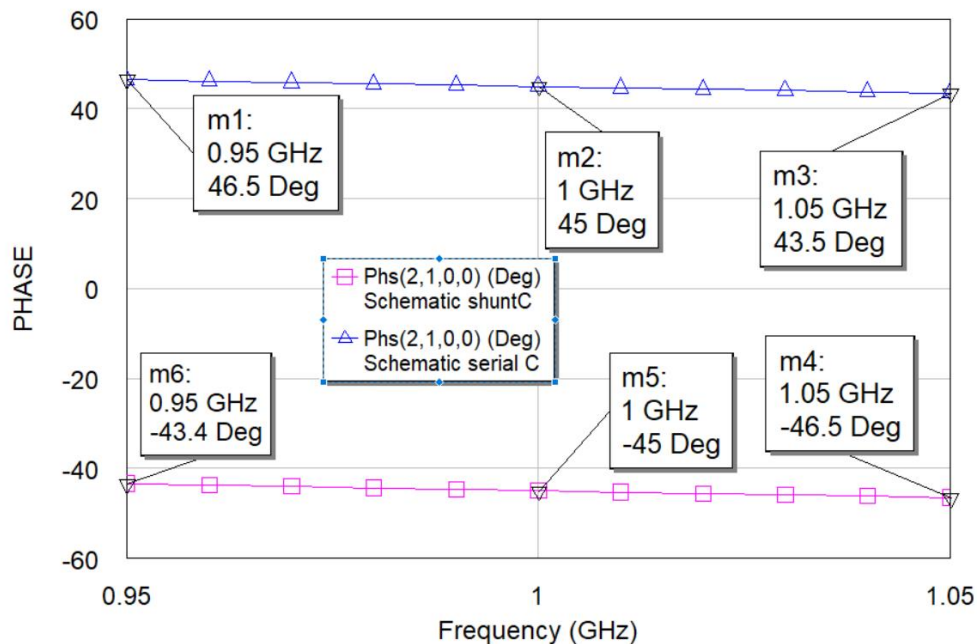 60
40
20
0
-20
-40
-60
PHASE
m1:
0.95 GHz
46.5 Deg
m2:
1 GHz
45 Deg
m3:
1.05 GHz
43.5 Deg
Phs(2,1,0,0) (Deg)
Schematic shuntC
Phs(2,1,0,0) (Deg)
Schematic serial C
m6:
0.95 GHz
-43.4 Deg
m5:
1 GHz
-45 Deg
m4:
1.05 GHz
-46.5 Deg
0.95
1
1.05
Frequency (GHz)